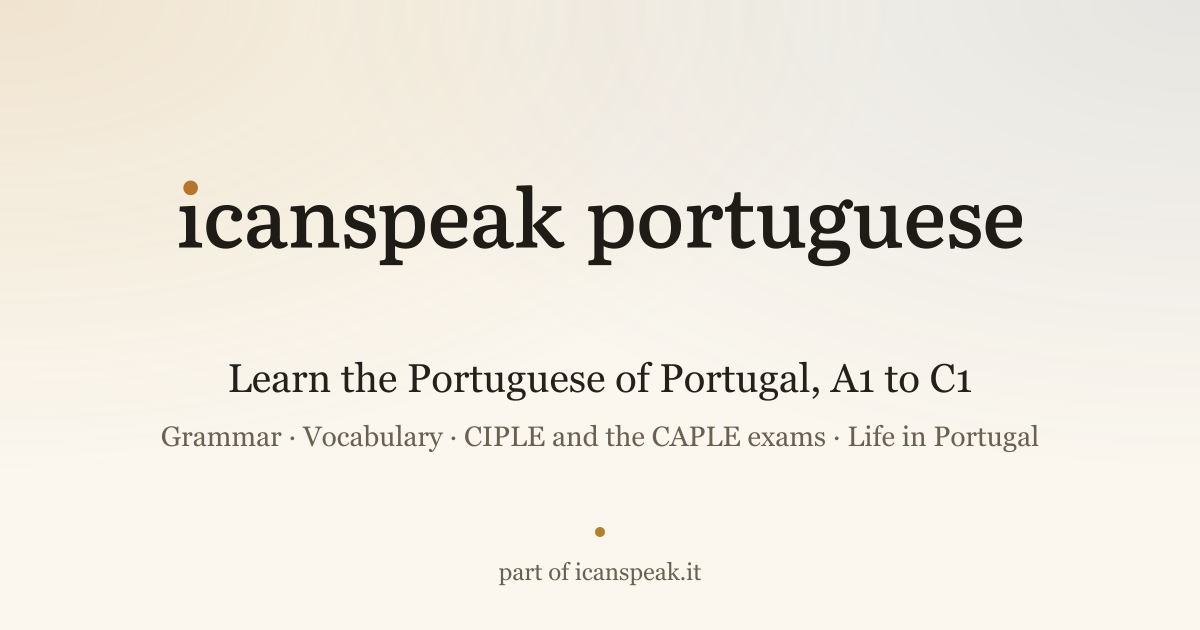 icanspeak portuguese
Learn the Portuguese of Portugal, A1 to C1
Grammar · Vocabulary · CIPLE and the CAPLE exams · Life in Portugal
part of icanspeak.it